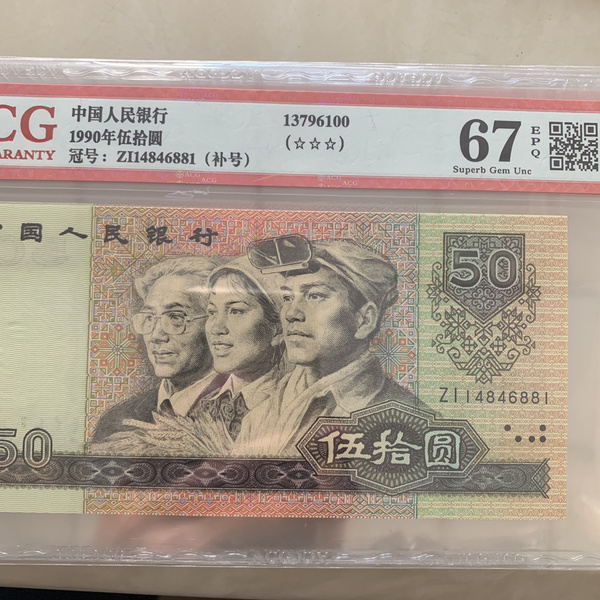 CG
ARANTY
中国人民银行
1990年伍拾圆
冠号：ZI14846881（补号）
13796100
(☆☆☆)
67
EPQ
Superb Gem Unc
ACG
ACG
国人民银行
50
ZI14846881
伍拾圆
50